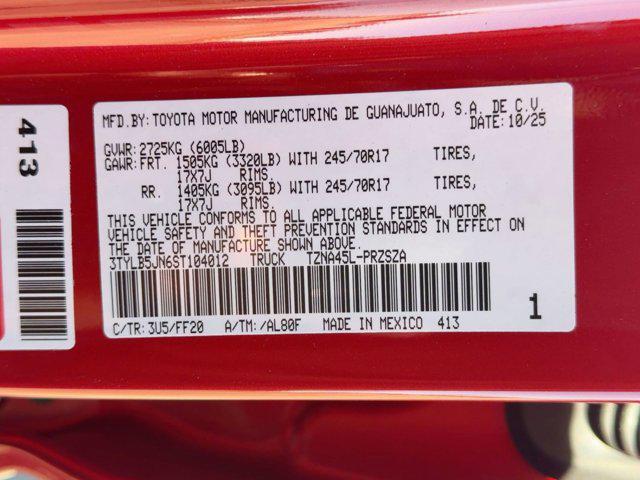 413
MFD.BY:TOYOTA MOTOR MANUFACTURING DE GUANAJUATO, S.A. DE C.V.
DATE: 10/25
GVWR: 2725KG (6005LB)
GAWR: FRT. 1505KG (3320LB) WITH 245/70R17 TIRES,
17X7J RIMS.
RR. 1405KG (3095LB) WITH 245/70R17 TIRES,
17X7J RIMS.
THIS VEHICLE CONFORMS TO ALL APPLICABLE FEDERAL MOTOR
VEHICLE SAFETY AND THEFT PREVENTION STANDARDS IN EFFECT ON
THE DATE OF MANUFACTURE SHOWN ABOVE.
3TYLB5JN6ST104012 TRUCK TZNA45L-PRZSZA
1
C/TR: 3U5/FF20 A/TM: /AL80F MADE IN MEXICO 413